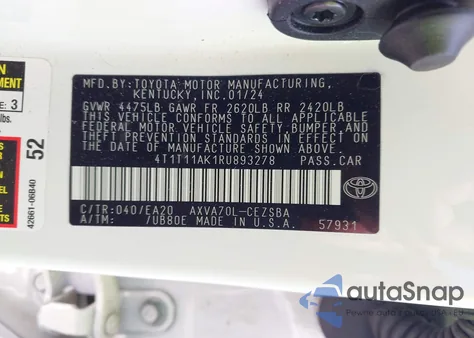 MFD.BY:TOYOTA MOTOR MANUFACTURING,
KENTUCKY, INC. 01/24
GVWR 4475LB GAWR FR 2620LB RR 2420LB
THIS VEHICLE CONFORMS TO ALL APPLICABLE
FEDERAL MOTOR VEHICLE SAFETY, BUMPER, AND
THEFT PREVENTION STANDARDS IN EFFECT ON
THE DATE OF MANUFACTURE SHOWN ABOVE.
4T1T11AK1RU893278 PASS.CAR
C/TR:040/EA20 AXVA70L-CEZSBA
A/TM: /UB80E MADE IN U.S.A. 57931
E: 3
lbs.
52
42661-06B40
autoSnap